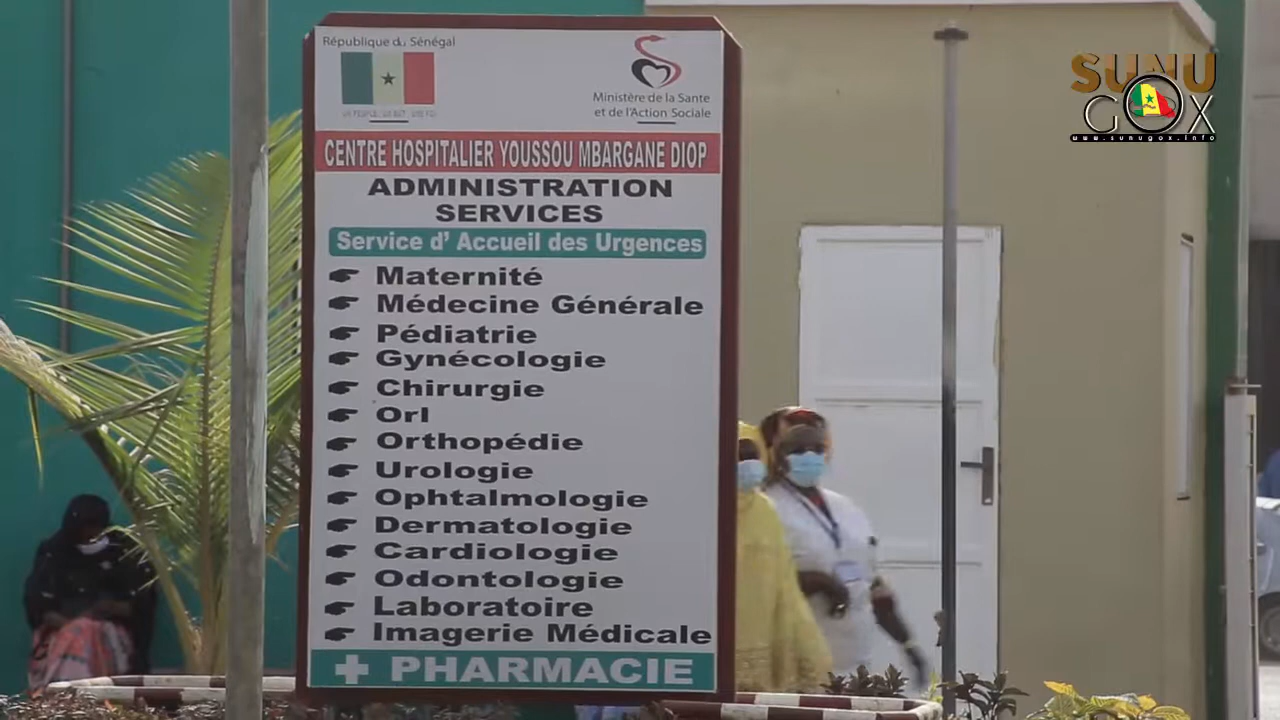 République du Sénégal
Ministère de la Sante
et de l'Action Sociale
SUNU
GOX
www.sunugox.info
CENTRE HOSPITALIER YOUSSOU MBARGANE DIOP
ADMINISTRATION
SERVICES
Service d' Accueil des Urgences
Maternité
Médecine Générale
Pédiatrie
Gynécologie
Chirurgie
Orl
Orthopédie
Urologie
Ophtalmologie
Dermatologie
Cardiologie
Odontologie
Laboratoire
Imagerie Médicale
PHARMACIE